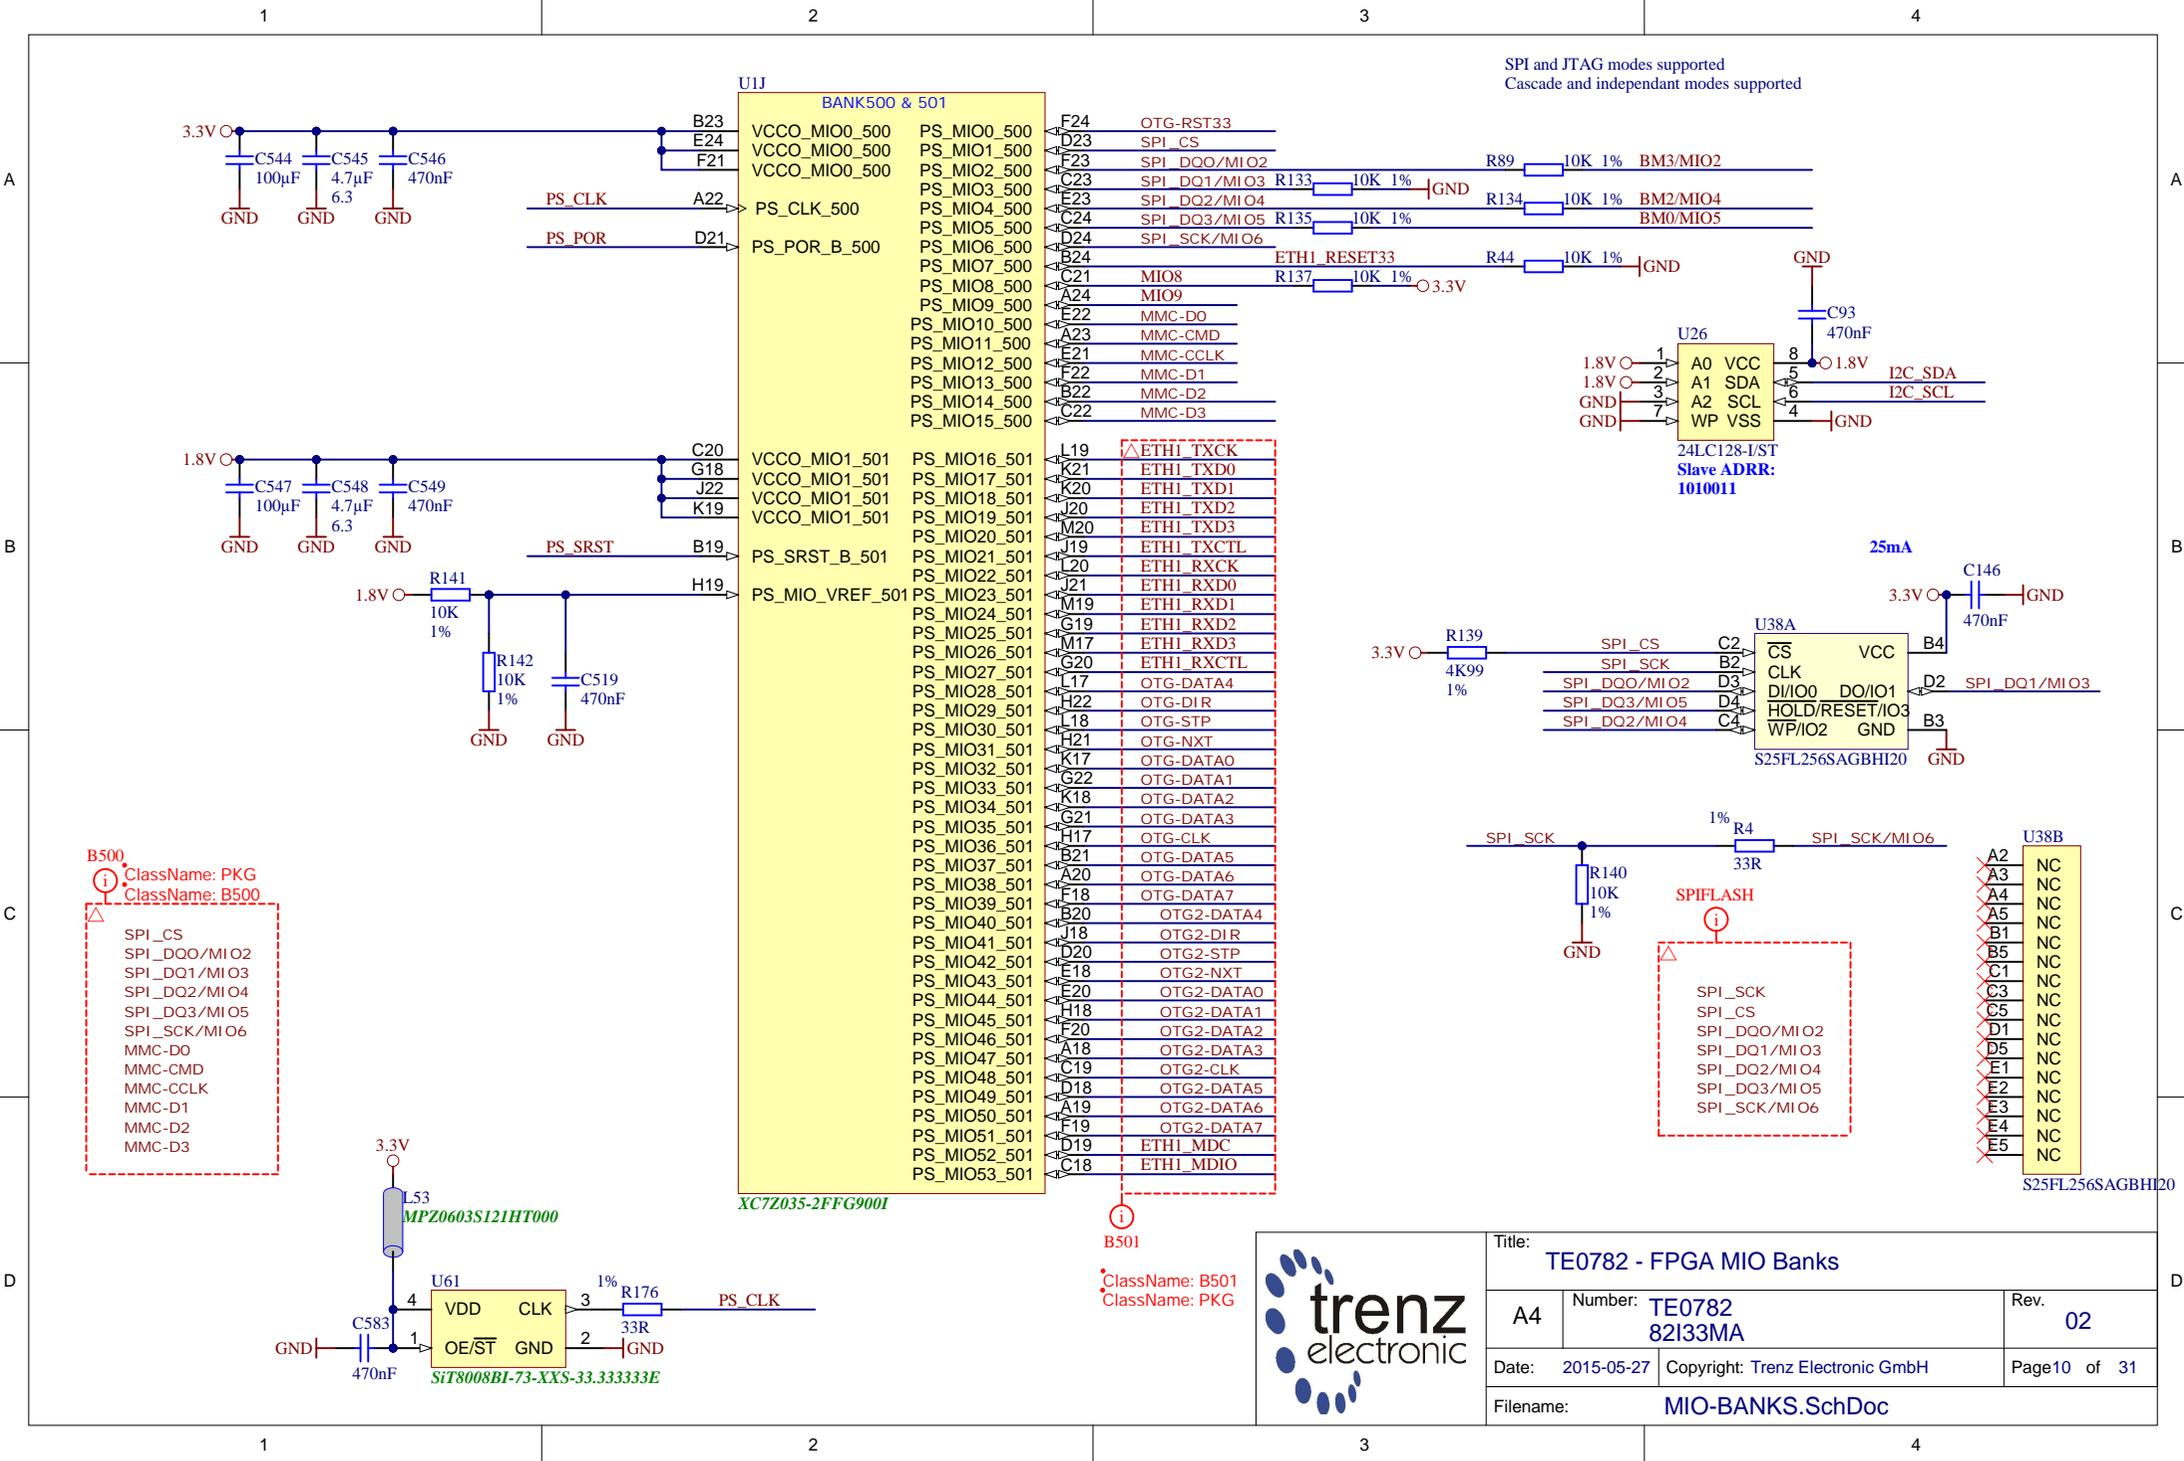 1 2 3 4
A
B
C
D
SPI and JTAG modes supported
Cascade and independant modes supported
U1J
BANK500 & 501
3.3V
C544
100µF
GND
C545
4.7µF
6.3
GND
C546
470nF
GND
B23 VCCO_MIO0_500
E24 VCCO_MIO0_500
F21 VCCO_MIO0_500
PS_CLK A22 PS_CLK_500
PS_POR D21 PS_POR_B_500
1.8V
C547
100µF
GND
C548
4.7µF
6.3
GND
C549
470nF
GND
C20 VCCO_MIO1_501
G18 VCCO_MIO1_501
J22 VCCO_MIO1_501
K19 VCCO_MIO1_501
PS_SRST B19 PS_SRST_B_501
1.8V R141 H19 PS_MIO_VREF_501
10K
1%
R142
10K
1%
GND
C519
470nF
GND
PS_MIO0_500 F24 OTG-RST33
PS_MIO1_500 D23 SPI_CS
PS_MIO2_500 F23 SPI_DQ0/MIO2 R89 10K 1% BM3/MIO2
PS_MIO3_500 C23 SPI_DQ1/MIO3 R133 10K 1% GND
PS_MIO4_500 E23 SPI_DQ2/MIO4 R134 10K 1% BM2/MIO4
PS_MIO5_500 C24 SPI_DQ3/MIO5 R135 10K 1% BM0/MIO5
PS_MIO6_500 D24 SPI_SCK/MIO6
PS_MIO7_500 B24 ETH1_RESET33 R44 10K 1% GND
PS_MIO8_500 C21 MIO8 R137 10K 1% 3.3V
PS_MIO9_500 A24 MIO9
PS_MIO10_500 E22 MMC-D0
PS_MIO11_500 A23 MMC-CMD
PS_MIO12_500 E21 MMC-CCLK
PS_MIO13_500 F22 MMC-D1
PS_MIO14_500 B22 MMC-D2
PS_MIO15_500 C22 MMC-D3
PS_MIO16_501 L19 ETH1_TXCK
PS_MIO17_501 K21 ETH1_TXD0
PS_MIO18_501 K20 ETH1_TXD1
PS_MIO19_501 J20 ETH1_TXD2
PS_MIO20_501 M20 ETH1_TXD3
PS_MIO21_501 J19 ETH1_TXCTL
PS_MIO22_501 L20 ETH1_RXCK
PS_MIO23_501 J21 ETH1_RXD0
PS_MIO24_501 M19 ETH1_RXD1
PS_MIO25_501 G19 ETH1_RXD2
PS_MIO26_501 M17 ETH1_RXD3
PS_MIO27_501 G20 ETH1_RXCTL
PS_MIO28_501 L17 OTG-DATA4
PS_MIO29_501 H22 OTG-DIR
PS_MIO30_501 L18 OTG-STP
PS_MIO31_501 H21 OTG-NXT
PS_MIO32_501 K17 OTG-DATA0
PS_MIO33_501 G22 OTG-DATA1
PS_MIO34_501 K18 OTG-DATA2
PS_MIO35_501 G21 OTG-DATA3
PS_MIO36_501 H17 OTG-CLK
PS_MIO37_501 B21 OTG-DATA5
PS_MIO38_501 A20 OTG-DATA6
PS_MIO39_501 F18 OTG-DATA7
PS_MIO40_501 B20 OTG2-DATA4
PS_MIO41_501 J18 OTG2-DIR
PS_MIO42_501 D20 OTG2-STP
PS_MIO43_501 E18 OTG2-NXT
PS_MIO44_501 E20 OTG2-DATA0
PS_MIO45_501 H18 OTG2-DATA1
PS_MIO46_501 F20 OTG2-DATA2
PS_MIO47_501 A18 OTG2-DATA3
PS_MIO48_501 C19 OTG2-CLK
PS_MIO49_501 D18 OTG2-DATA5
PS_MIO50_501 A19 OTG2-DATA6
PS_MIO51_501 F19 OTG2-DATA7
PS_MIO52_501 D19 ETH1_MDC
PS_MIO53_501 C18 ETH1_MDIO
XC7Z035-2FFG900I
i
B501
ClassName: B501
ClassName: PKG
GND
C93
470nF
U26
1.8V 1 A0 VCC 8 1.8V
1.8V 2 A1 SDA 5 I2C_SDA
GND 3 A2 SCL 6 I2C_SCL
GND 7 WP VSS 4 GND
24LC128-I/ST
Slave ADRR:
1010011
25mA
C146
3.3V GND
470nF
U38A
3.3V R139 SPI_CS C2 CS VCC B4
4K99
1%
SPI_SCK B2 CLK
SPI_DQ0/MIO2 D3 DI/IO0 DO/IO1 D2 SPI_DQ1/MIO3
SPI_DQ3/MIO5 D4 HOLD/RESET/IO3
SPI_DQ2/MIO4 C4 WP/IO2 GND B3
GND
S25FL256SAGBHI20
SPI_SCK 1% R4 SPI_SCK/MIO6
33R
R140
10K
1%
GND
SPIFLASH
i
SPI_SCK
SPI_CS
SPI_DQ0/MIO2
SPI_DQ1/MIO3
SPI_DQ2/MIO4
SPI_DQ3/MIO5
SPI_SCK/MIO6
U38B
A2 NC
A3 NC
A4 NC
A5 NC
B1 NC
B5 NC
C1 NC
C3 NC
C5 NC
D1 NC
D5 NC
E1 NC
E2 NC
E3 NC
E4 NC
E5 NC
S25FL256SAGBHI20
B500
i
ClassName: PKG
ClassName: B500
SPI_CS
SPI_DQ0/MIO2
SPI_DQ1/MIO3
SPI_DQ2/MIO4
SPI_DQ3/MIO5
SPI_SCK/MIO6
MMC-D0
MMC-CMD
MMC-CCLK
MMC-D1
MMC-D2
MMC-D3
3.3V
L53
MPZ0603S121HT000
U61
4 VDD CLK 3 1% R176 PS_CLK
33R
GND C583 1 OE/ST GND 2 GND
470nF
SiT8008BI-73-XXS-33.333333E
trenz
electronic
Title:
TE0782 - FPGA MIO Banks
A4
Number: TE0782
82I33MA
Rev.
02
Date: 2015-05-27 Copyright: Trenz Electronic GmbH Page10 of 31
Filename: MIO-BANKS.SchDoc
A
B
C
D
1 2 3 4